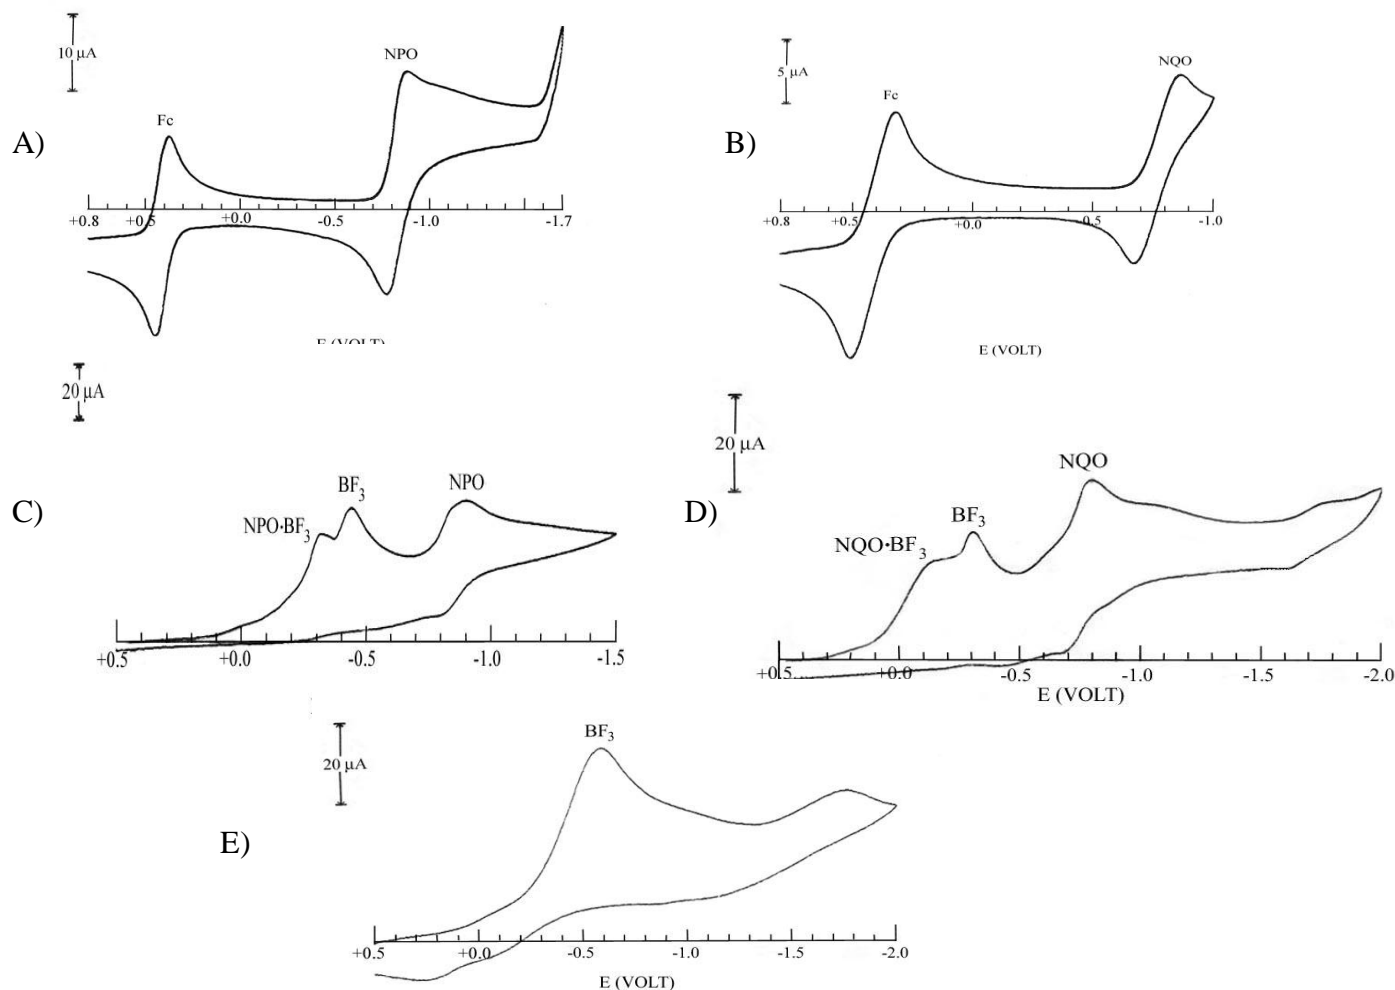 A)
10 µA
Fc
NPO
+0.8 +0.5 +0.0 -0.5 -1.0 -1.7
E (VOLT)
B)
5 µA
Fc
NQO
+0.8 +0.5 +0.0 -0.5 -1.0
E (VOLT)
C)
20 µA
NPO·BF3
BF3
NPO
+0.5 +0.0 -0.5 -1.0 -1.5
D)
20 µA
NQO·BF3
BF3
NQO
+0.5 +0.0 -0.5 -1.0 -1.5 -2.0
E (VOLT)
E)
20 µA
BF3
+0.5 +0.0 -0.5 -1.0 -1.5 -2.0
E (VOLT)